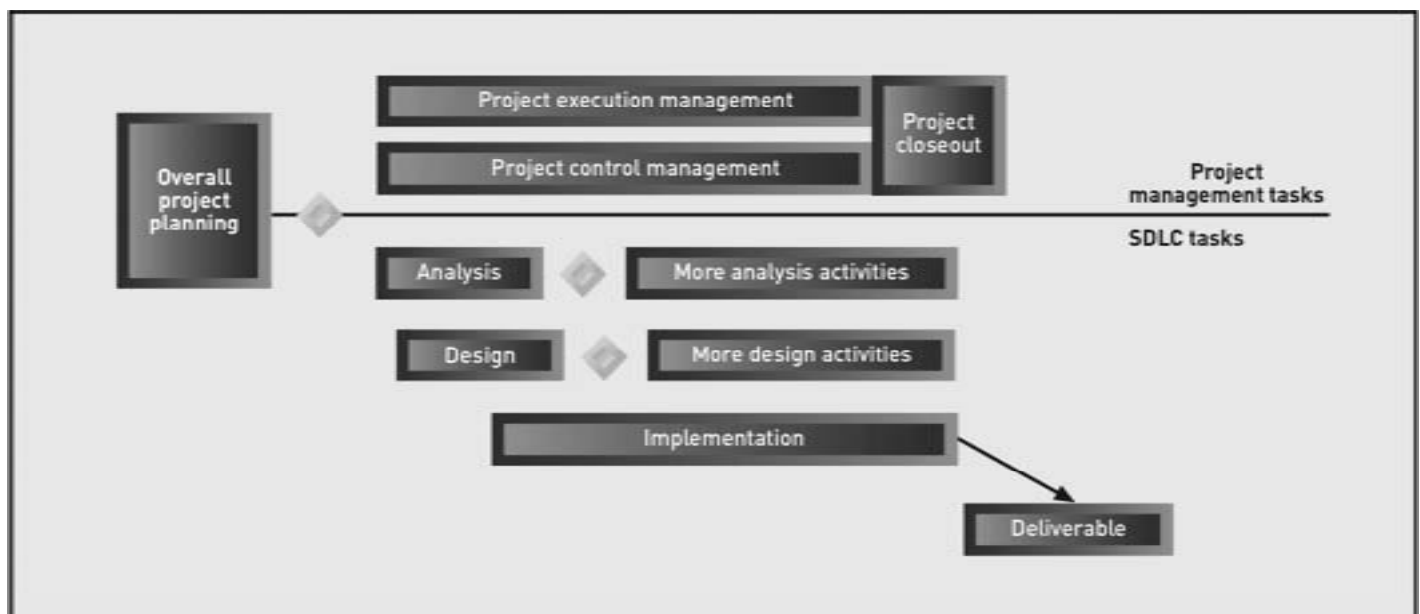 Project execution management
Project
closeout
Project control management
Overall
project
planning
Project
management tasks
SDLC tasks
Analysis
More analysis activities
Design
More design activities
Implementation
Deliverable